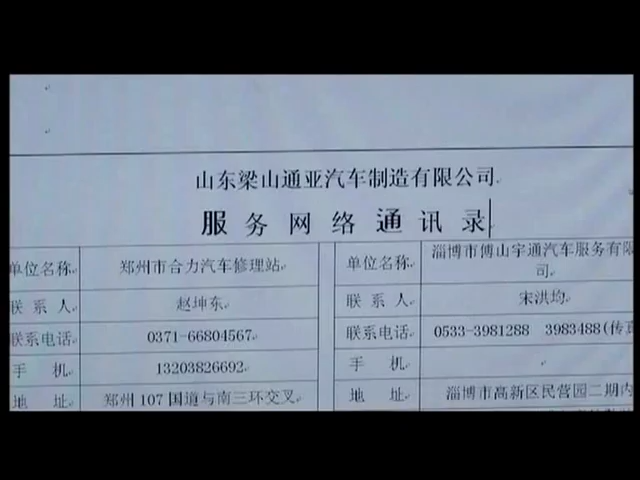 山东梁山通亚汽车制造有限公司
服务网络通讯录
单位名称 郑州市合力汽车修理站 单位名称 淄博市傅山宇通汽车服务有限
司
联系人 赵坤东 联系人 宋洪均
联系电话 0371-66804567 联系电话 0533-3981288 3983488(传
手机 13203826692 手机
地址 郑州107国道与南三环交叉 地址 淄博市高新区民营园二期内